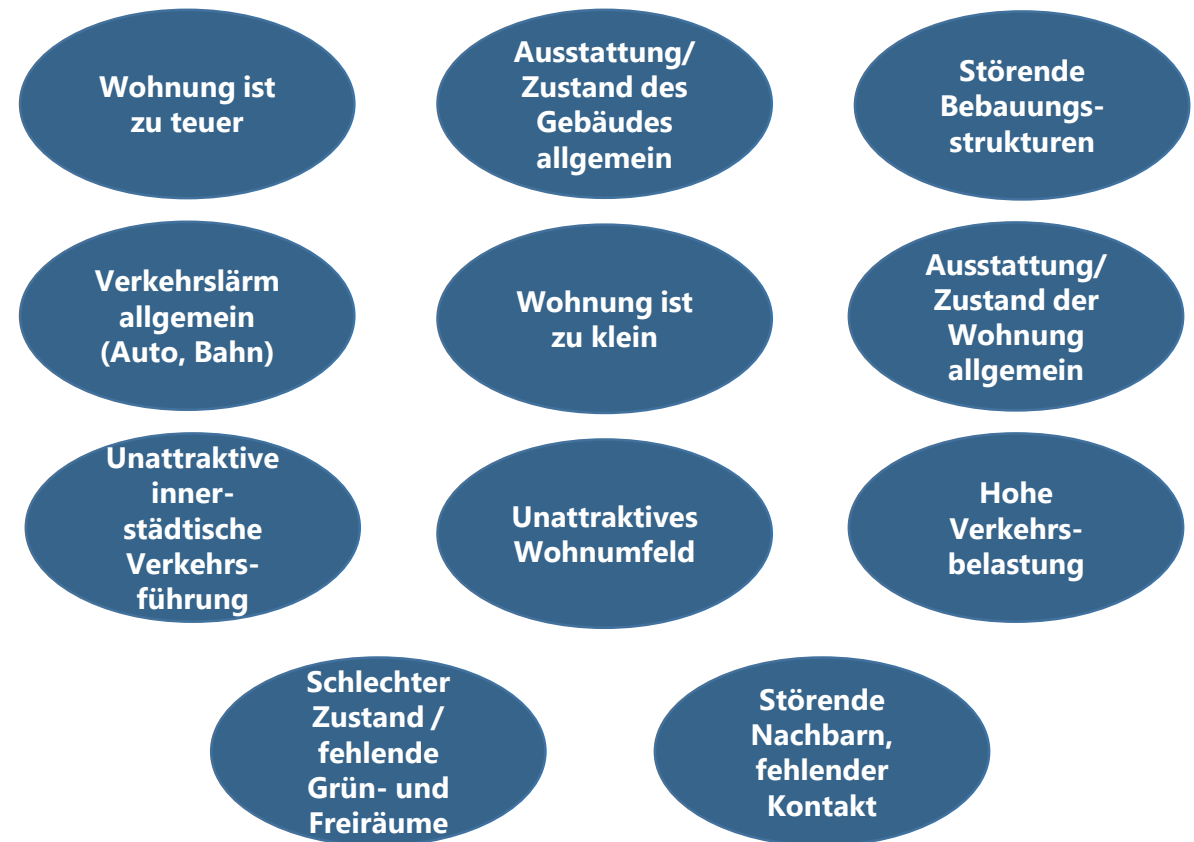 Wohnung ist
zu teuer
Ausstattung/
Zustand des
Gebäudes
allgemein
Störende
Bebauungs-
strukturen
Verkehrslärm
allgemein
(Auto, Bahn)
Wohnung ist
zu klein
Ausstattung/
Zustand der
Wohnung
allgemein
Unattraktive
inner-
städtische
Verkehrs-
führung
Unattraktives
Wohnumfeld
Hohe
Verkehrs-
belastung
Schlechter
Zustand /
fehlende
Grün- und
Freiräume
Störende
Nachbarn,
fehlender
Kontakt